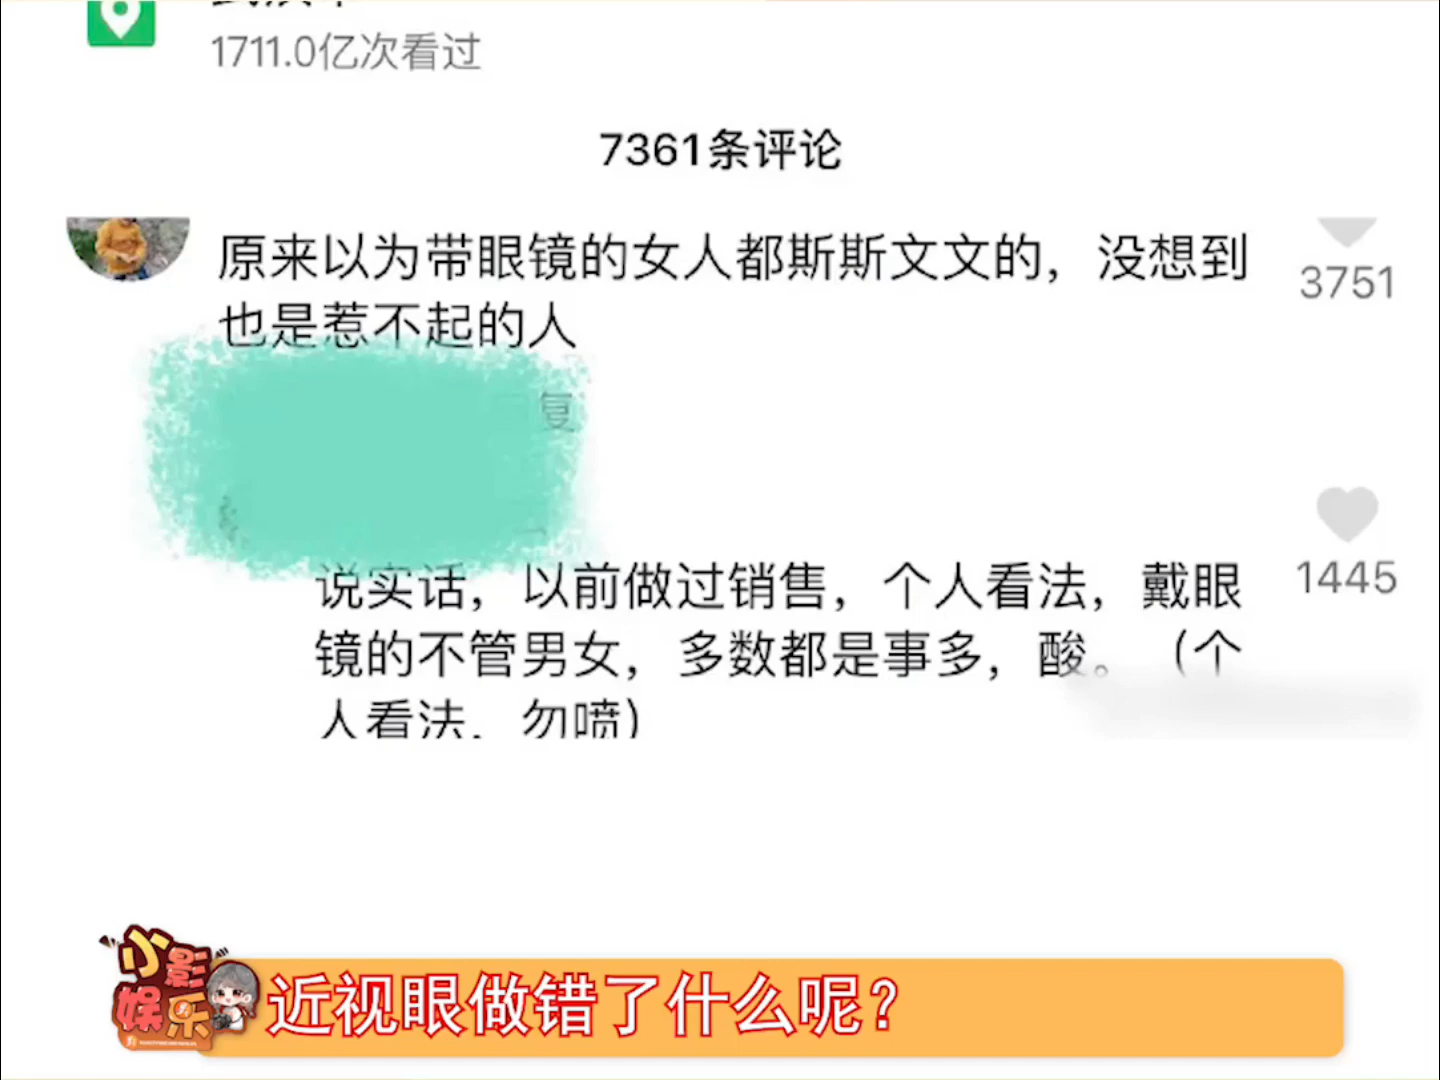 1711.0亿次看过
7361条评论
原来以为带眼镜的女人都斯斯文文的，没想到
3751
也是惹不起的人
复
说实话，以前做过销售，个人看法，戴眼
1445
镜的不管男女，多数都是事多，酸。（个
人看法，勿喷）
小影
娱乐
近视眼做错了什么呢？